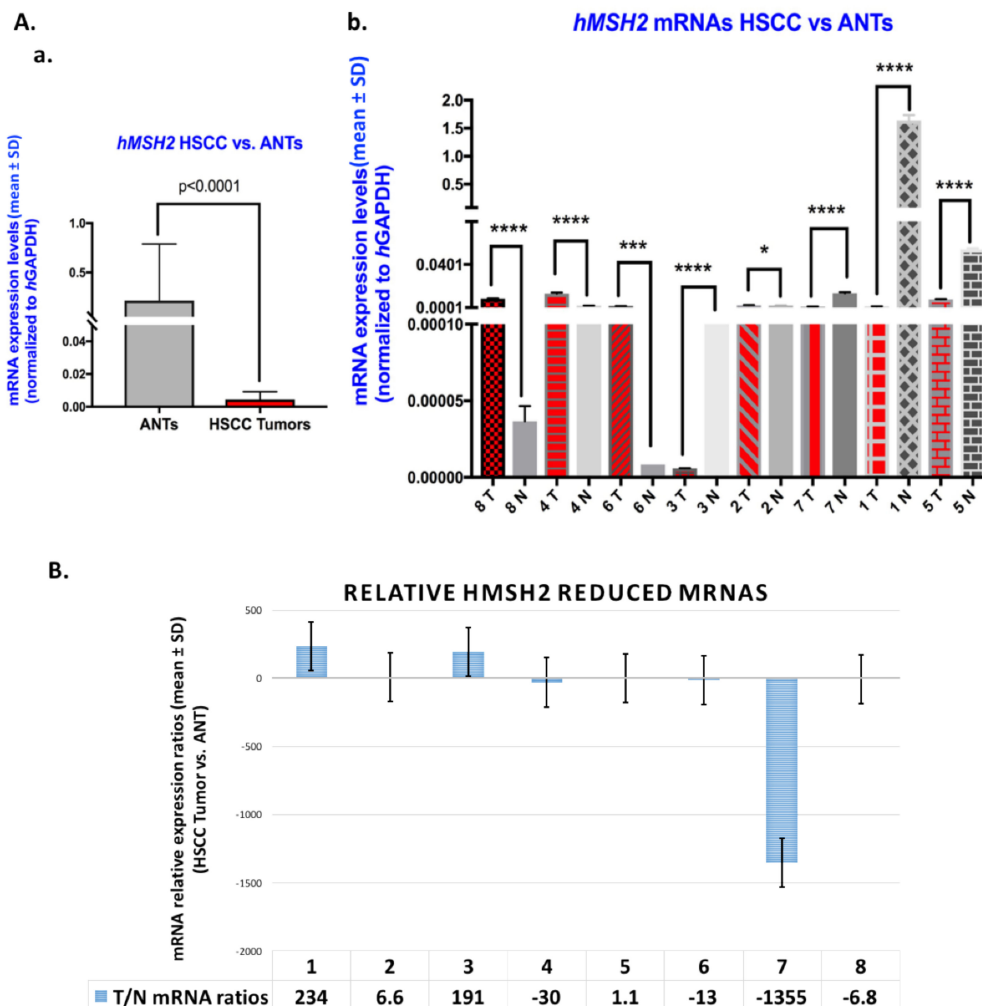 A.
a.
hMSH2 HSCC vs. ANTs
mRNA expression levels (mean ± SD)
(normalized to hGAPDH)
p<0.0001
1.0
0.5
0.04
0.02
0.00
ANTs HSCC Tumors
b.
hMSH2 mRNAs HSCC vs ANTs
mRNA expression levels(mean ± SD)
(normalized to hGAPDH)
2.0
1.5
1.0
0.5
0.0401
0.0001
0.00010
0.00005
0.00000
**** **** *** **** * **** **** ****
8 T 8 N 4 T 4 N 6 T 6 N 3 T 3 N 2 T 2 N 7 T 7 N 1 T 1 N 5 T 5 N
B.
RELATIVE HMSH2 REDUCED MRNAS
mRNA relative expression ratios (mean ± SD)
(HSCC Tumor vs. ANT)
500
0
-500
-1000
-1500
-2000
1 2 3 4 5 6 7 8
T/N mRNA ratios 234 6.6 191 -30 1.1 -13 -1355 -6.8